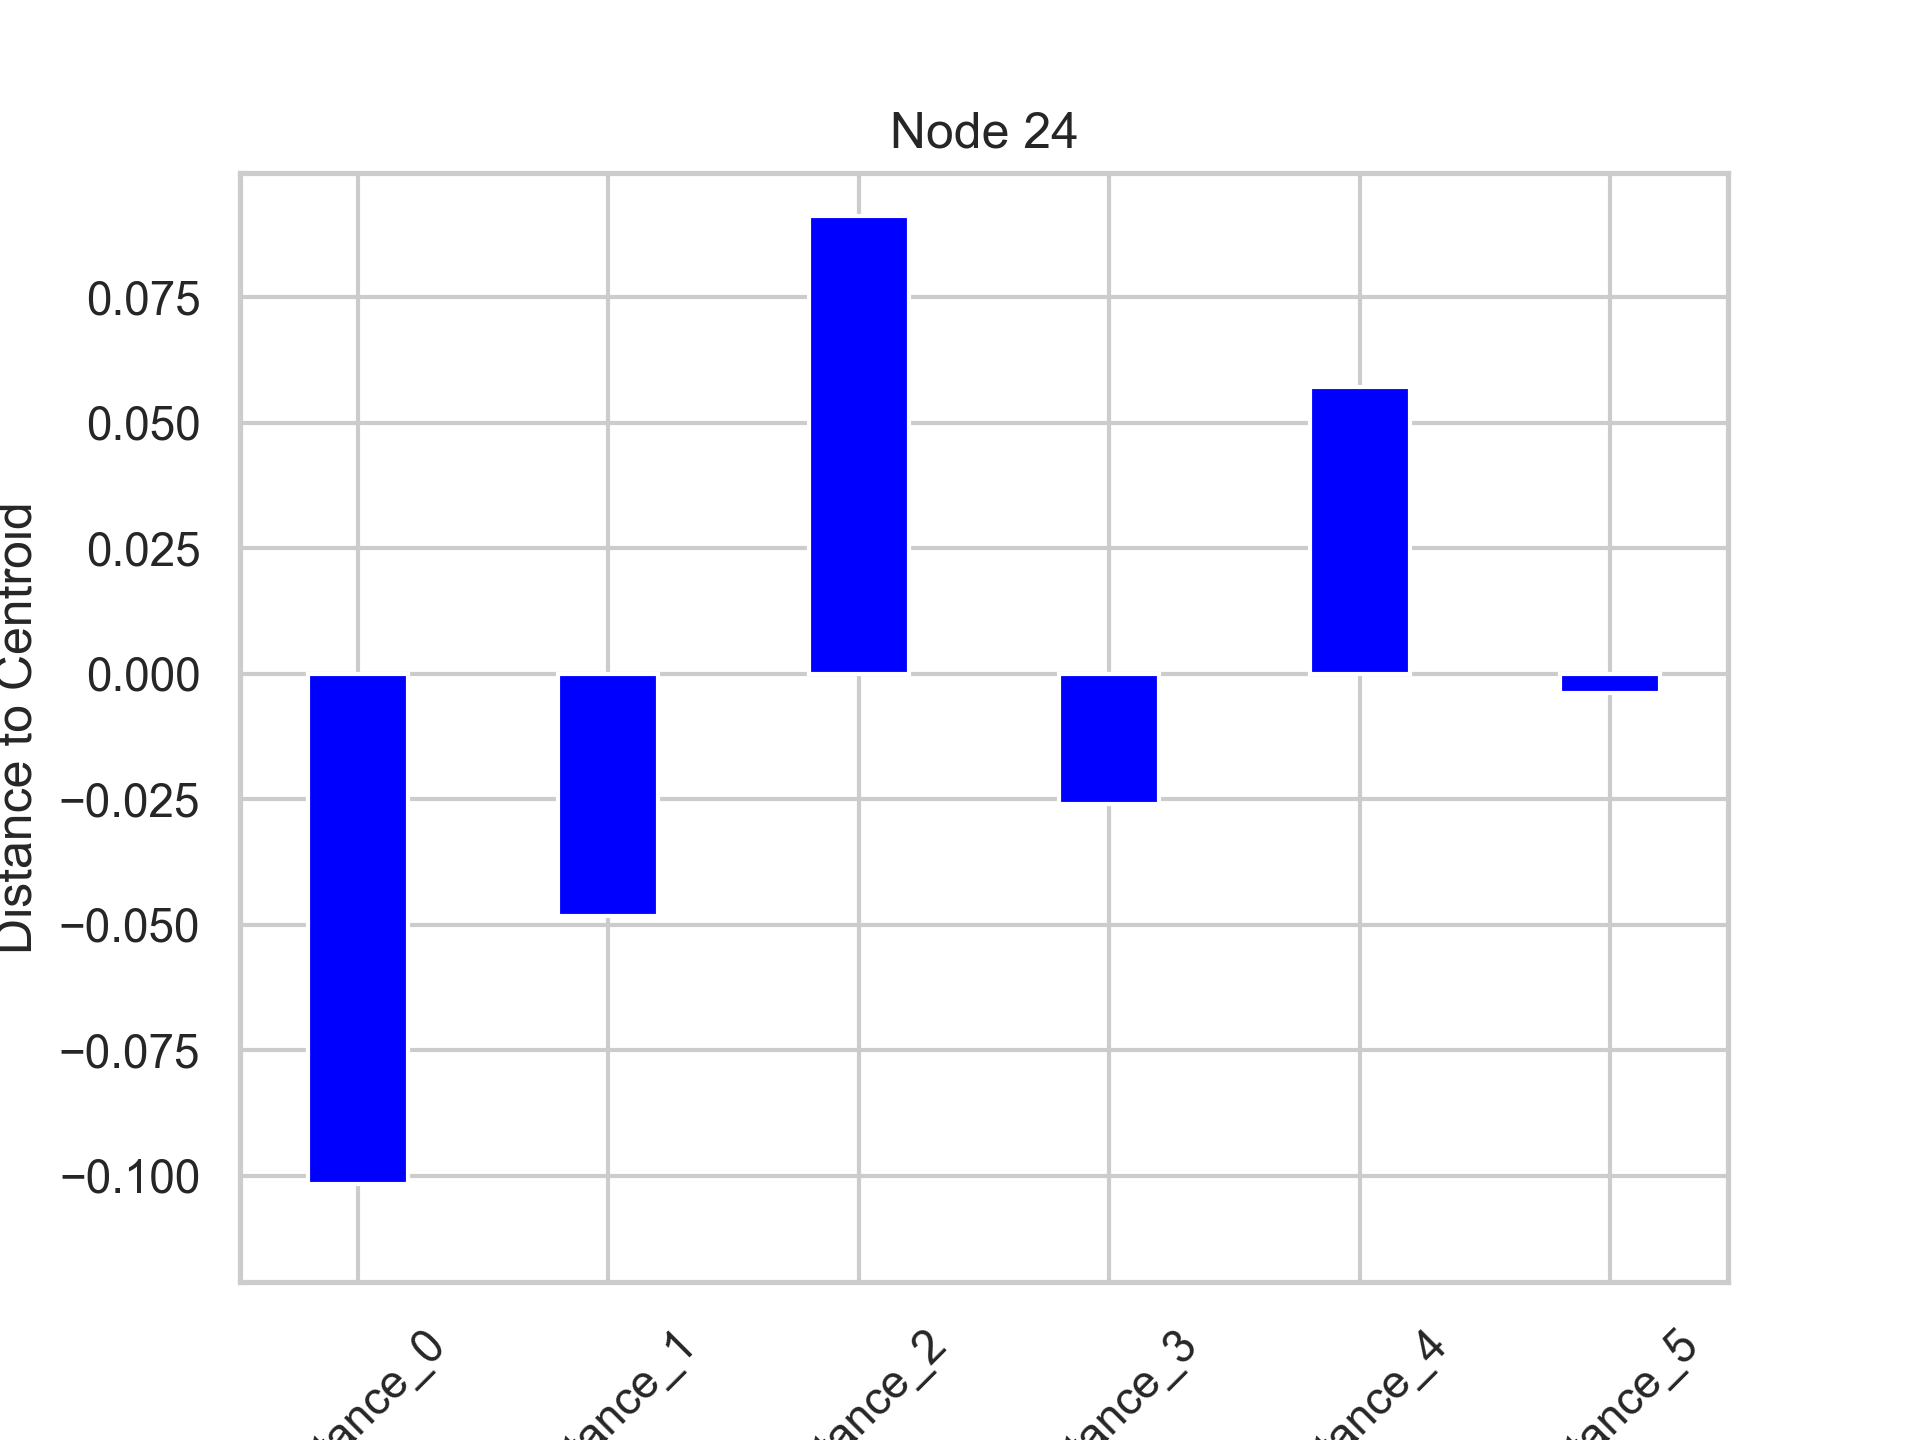 Node 24
Distance to Centroid
0.075
0.050
0.025
0.000
−0.025
−0.050
−0.075
−0.100
tance_0
tance_1
tance_2
tance_3
tance_4
tance_5